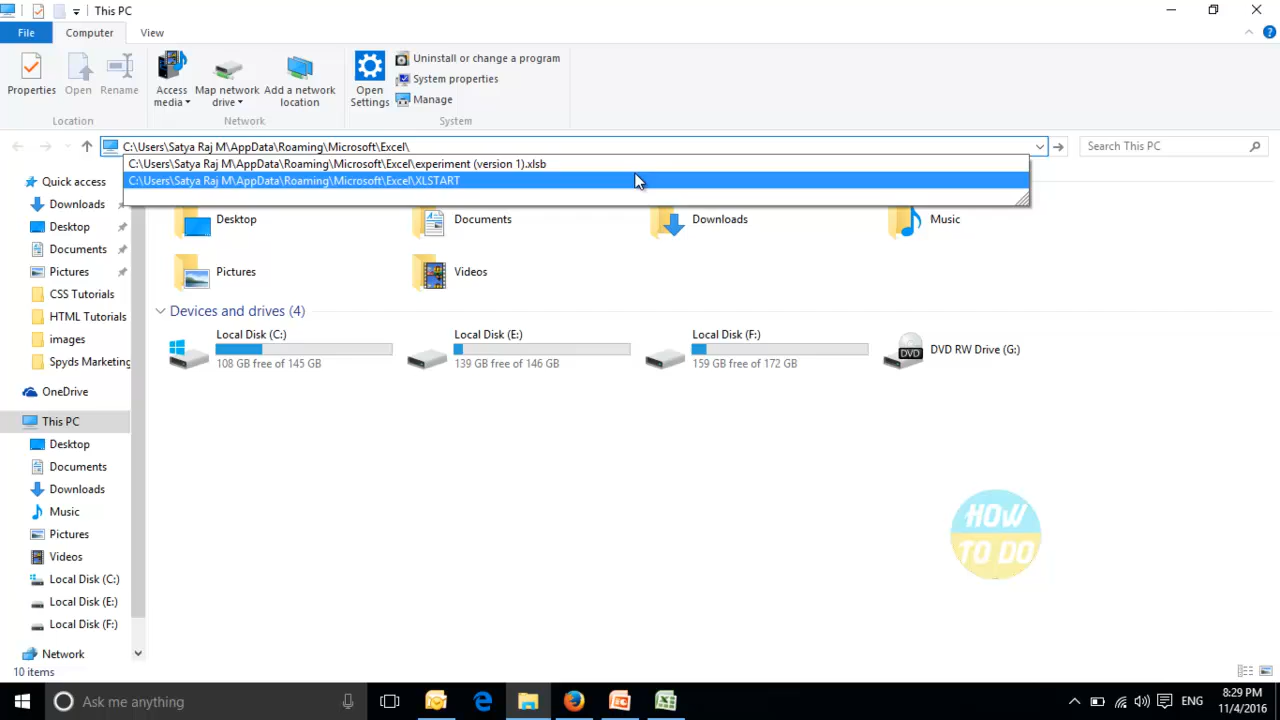 This PC
File Computer View
Properties Open Rename
Access media Map network drive Add a network location
Open Settings
Uninstall or change a program
System properties
Manage
Location Network System
C:\Users\Satya Raj M\AppData\Roaming\Microsoft\Excel\
Search This PC
C:\Users\Satya Raj M\AppData\Roaming\Microsoft\Excel\experiment (version 1).xlsb
C:\Users\Satya Raj M\AppData\Roaming\Microsoft\Excel\XLSTART
Quick access
Downloads
Desktop
Documents
Pictures
CSS Tutorials
HTML Tutorials
images
Spyds Marketing
OneDrive
This PC
Desktop
Documents
Downloads
Music
Pictures
Videos
Local Disk (C:)
Local Disk (E:)
Local Disk (F:)
Network
Desktop Documents Downloads Music
Pictures Videos
Devices and drives (4)
Local Disk (C:)
108 GB free of 145 GB
Local Disk (E:)
139 GB free of 146 GB
Local Disk (F:)
159 GB free of 172 GB
DVD RW Drive (G:)
DVD
HOW
TO DO
10 items
Ask me anything
ENG
8:29 PM
11/4/2016